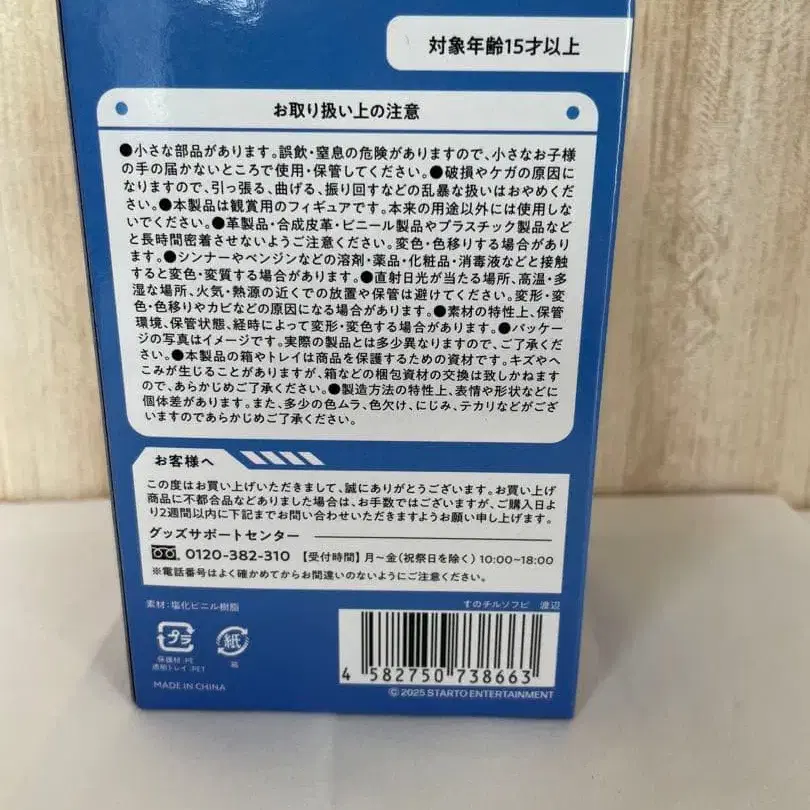 対象年齢15才以上
お取り扱い上の注意
●小さな部品があります。誤飲・窒息の危険がありますので、小さなお子様
の手の届かないところで使用・保管してください。●破損やケガの原因に
なりますので、引っ張る、曲げる、振り回すなどの乱暴な扱いはおやめくだ
さい。●本製品は観賞用のフィギュアです。本来の用途以外には使用しな
いでください。●革製品・合成皮革・ビニール製品やプラスチック製品など
と長時間密着させないようご注意ください。変色・色移りする場合があり
ます。●シンナーやベンジンなどの溶剤・薬品・化粧品・消毒液などと接触
すると変色・変質する場合があります。●直射日光が当たる場所、高温・多
湿な場所、火気・熱源の近くでの放置や保管は避けてください。変形・変
色・色移りやカビなどの原因になる場合があります。●素材の特性上、保管
環境、保管状態、経時によって変形・変色する場合があります。●パッケー
ジの写真はイメージです。実際の製品とは多少異なりますので、ご了承くだ
さい。●本製品の箱やトレイは商品を保護するための資材です。キズやへ
こみが生じることがありますが、箱などの梱包資材の交換は致しかねます
ので、あらかじめご了承ください。●製造方法の特性上、表情や形状などに
個体差があります。また、多少の色ムラ、色欠け、にじみ、テカリなどがござ
いますのであらかじめご了承ください。
お客様へ
この度はお買い上げいただきまして、誠にありがとうございます。お買い上げ
商品に不都合品などありました場合は、お手数ではございますが、ご購入日よ
り2週間以内に下記までお問い合わせいただきますようお願い申し上げます。
グッズサポートセンター
0120-382-310 【受付時間】月～金(祝祭日を除く)10:00~18:00
※電話番号はよく確かめてからお間違いのないようにご注意ください。
素材:塩化ビニル樹脂
すのチルソフビ 渡辺
プラ
紙
保護材:PE
透明トレイ:PET
箱
MADE IN CHINA
4 582750 738663
©2025 STARTO ENTERTAINMENT